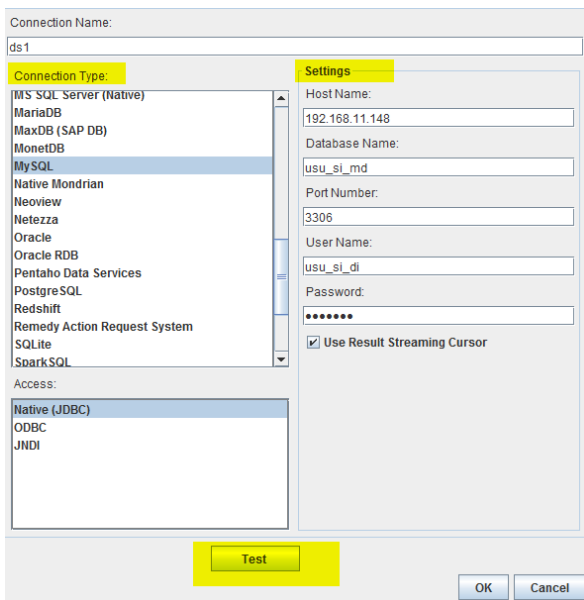 Connection Name:
ds1
Connection Type:
MS SQL Server (Native)
MariaDB
MaxDB (SAP DB)
MonetDB
MySQL
Native Mondrian
Neoview
Netezza
Oracle
Oracle RDB
Pentaho Data Services
PostgreSQL
Redshift
Remedy Action Request System
SQLite
SparkSQL
Access:
Native (JDBC)
ODBC
JNDI
Settings
Host Name:
192.168.11.148
Database Name:
usu_si_md
Port Number:
3306
User Name:
usu_si_di
Password:
•••••••
Use Result Streaming Cursor
Test
OK
Cancel